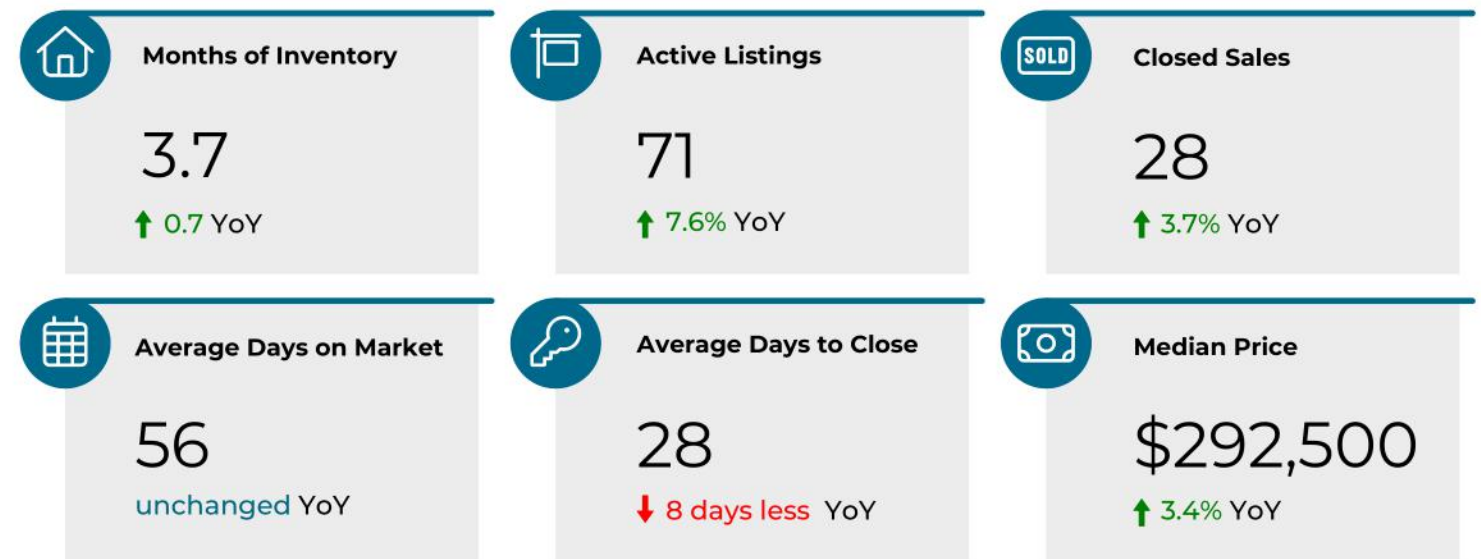 Months of Inventory
3.7
↑ 0.7 YoY
Active Listings
71
↑ 7.6% YoY
SOLD
Closed Sales
28
↑ 3.7% YoY
Average Days on Market
56
unchanged YoY
Average Days to Close
28
↓ 8 days less YoY
Median Price
$292,500
↑ 3.4% YoY